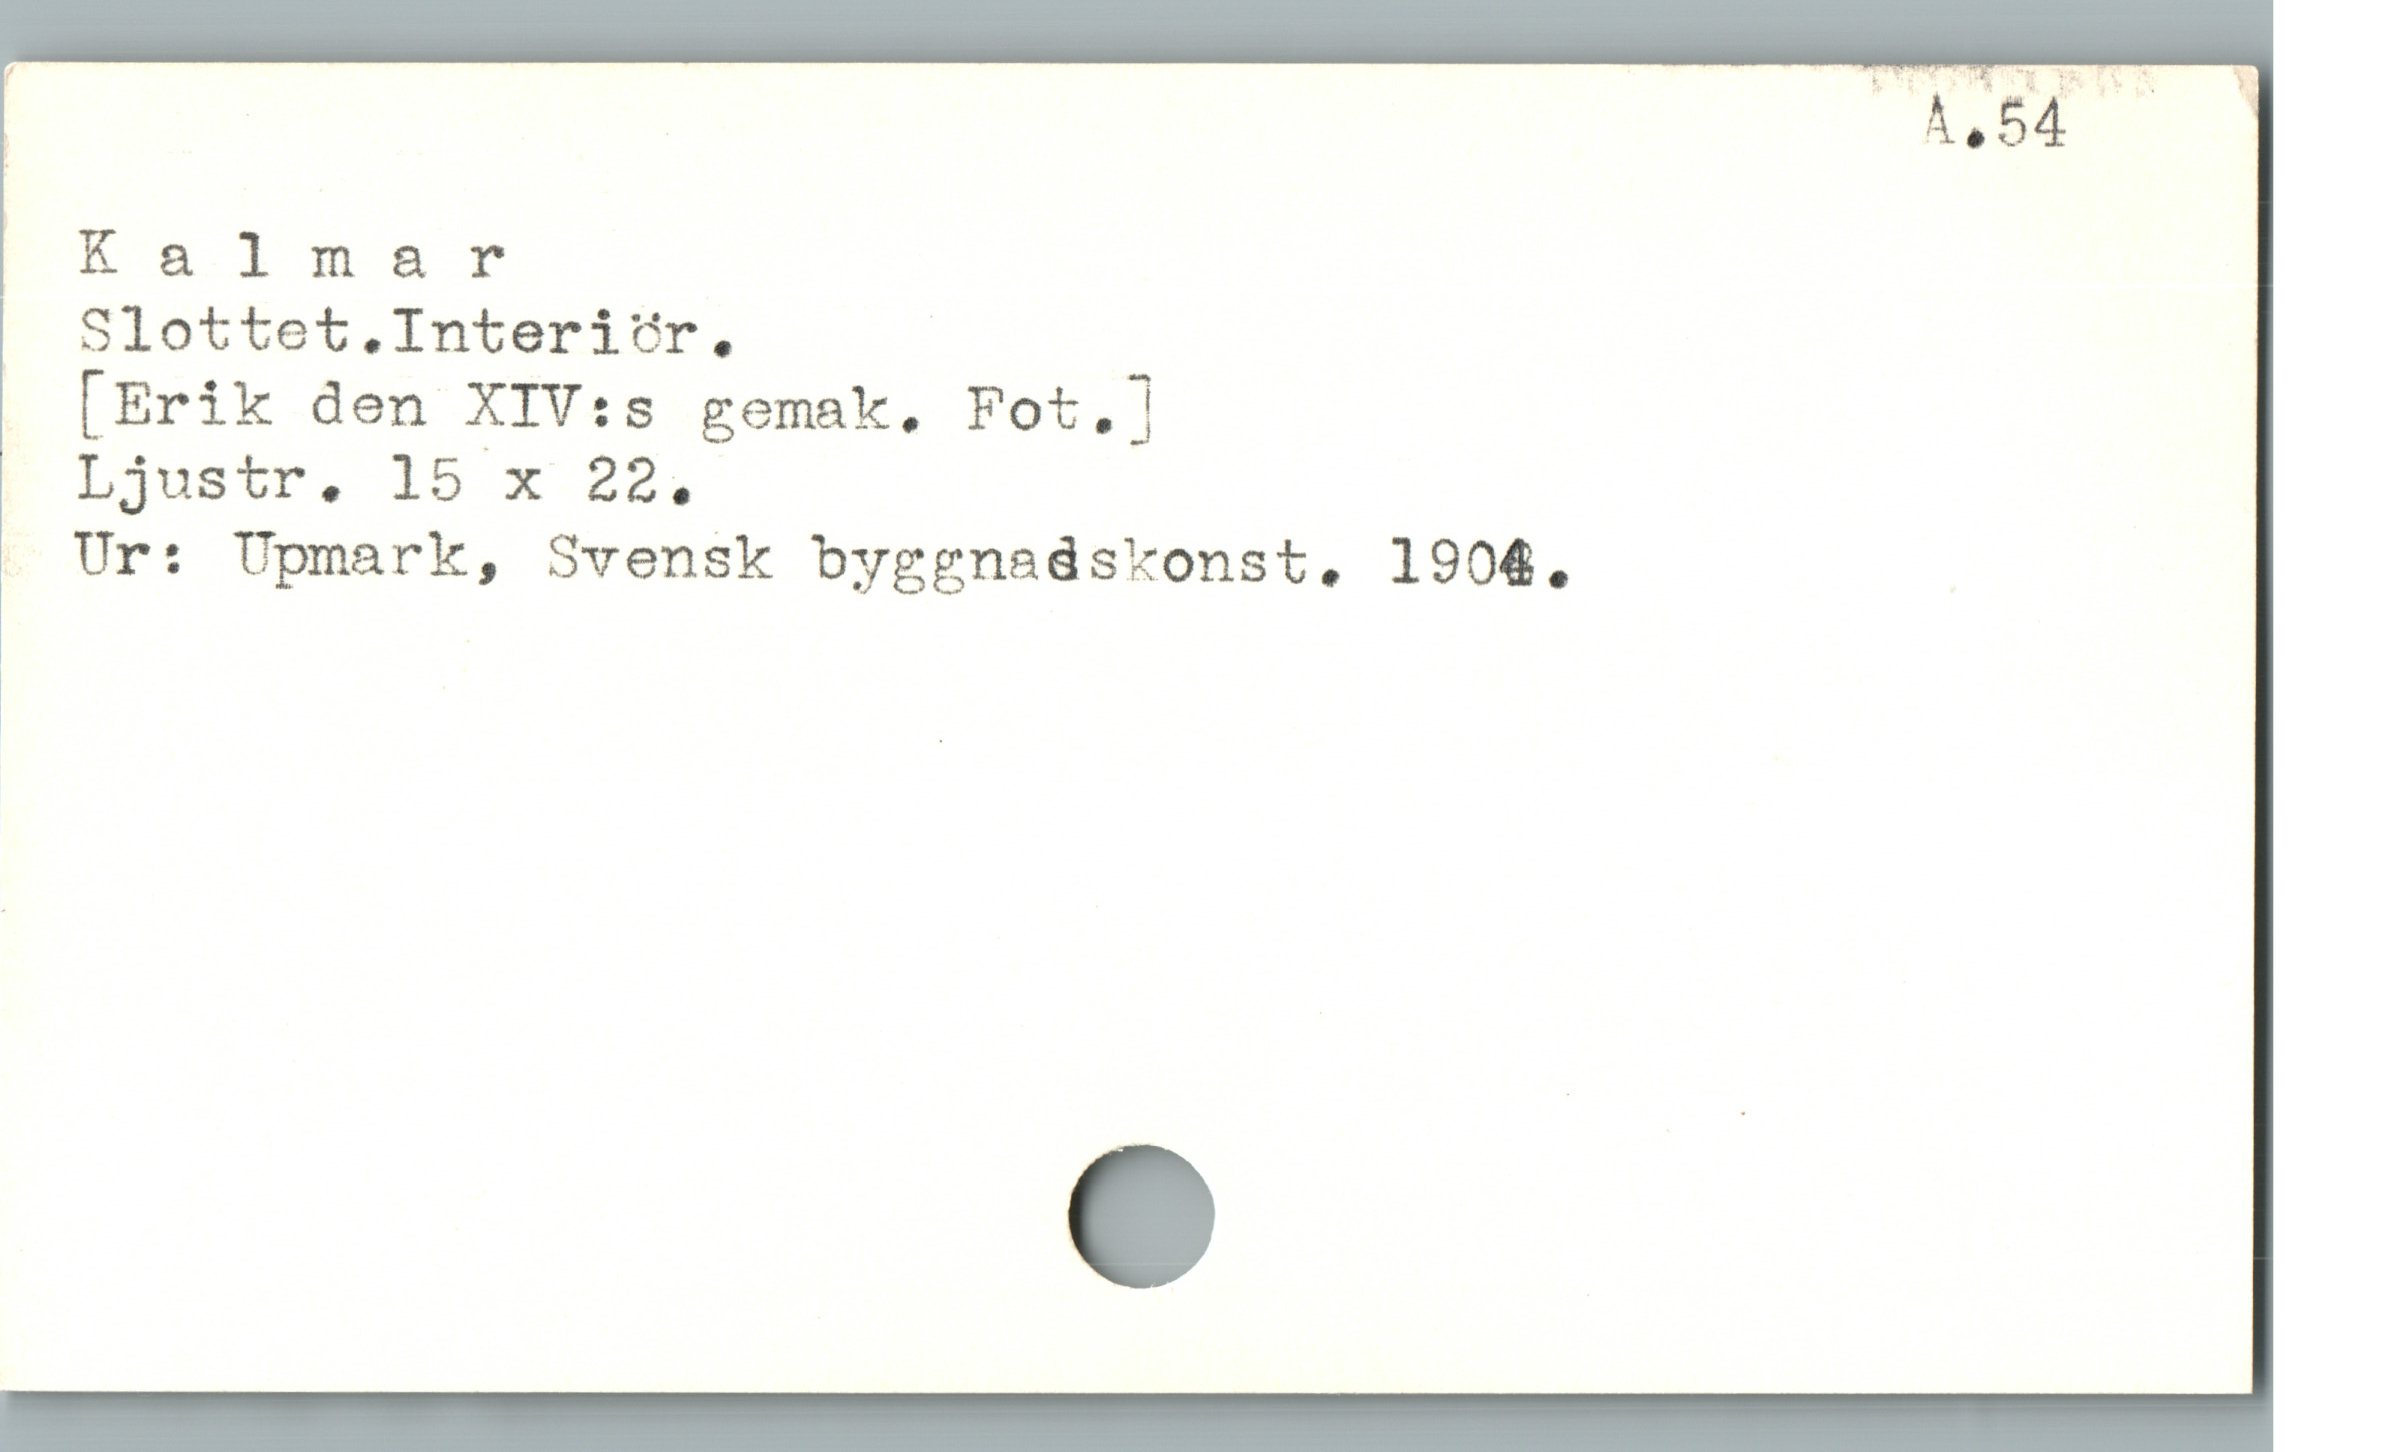 A.54
K a l m a r
Slottet.Interiör.
[Erik den XIV:s gemak. Fot.]
Ljustr. 15 x 22.
Ur: Upmark, Svensk byggnadskonst. 1904.